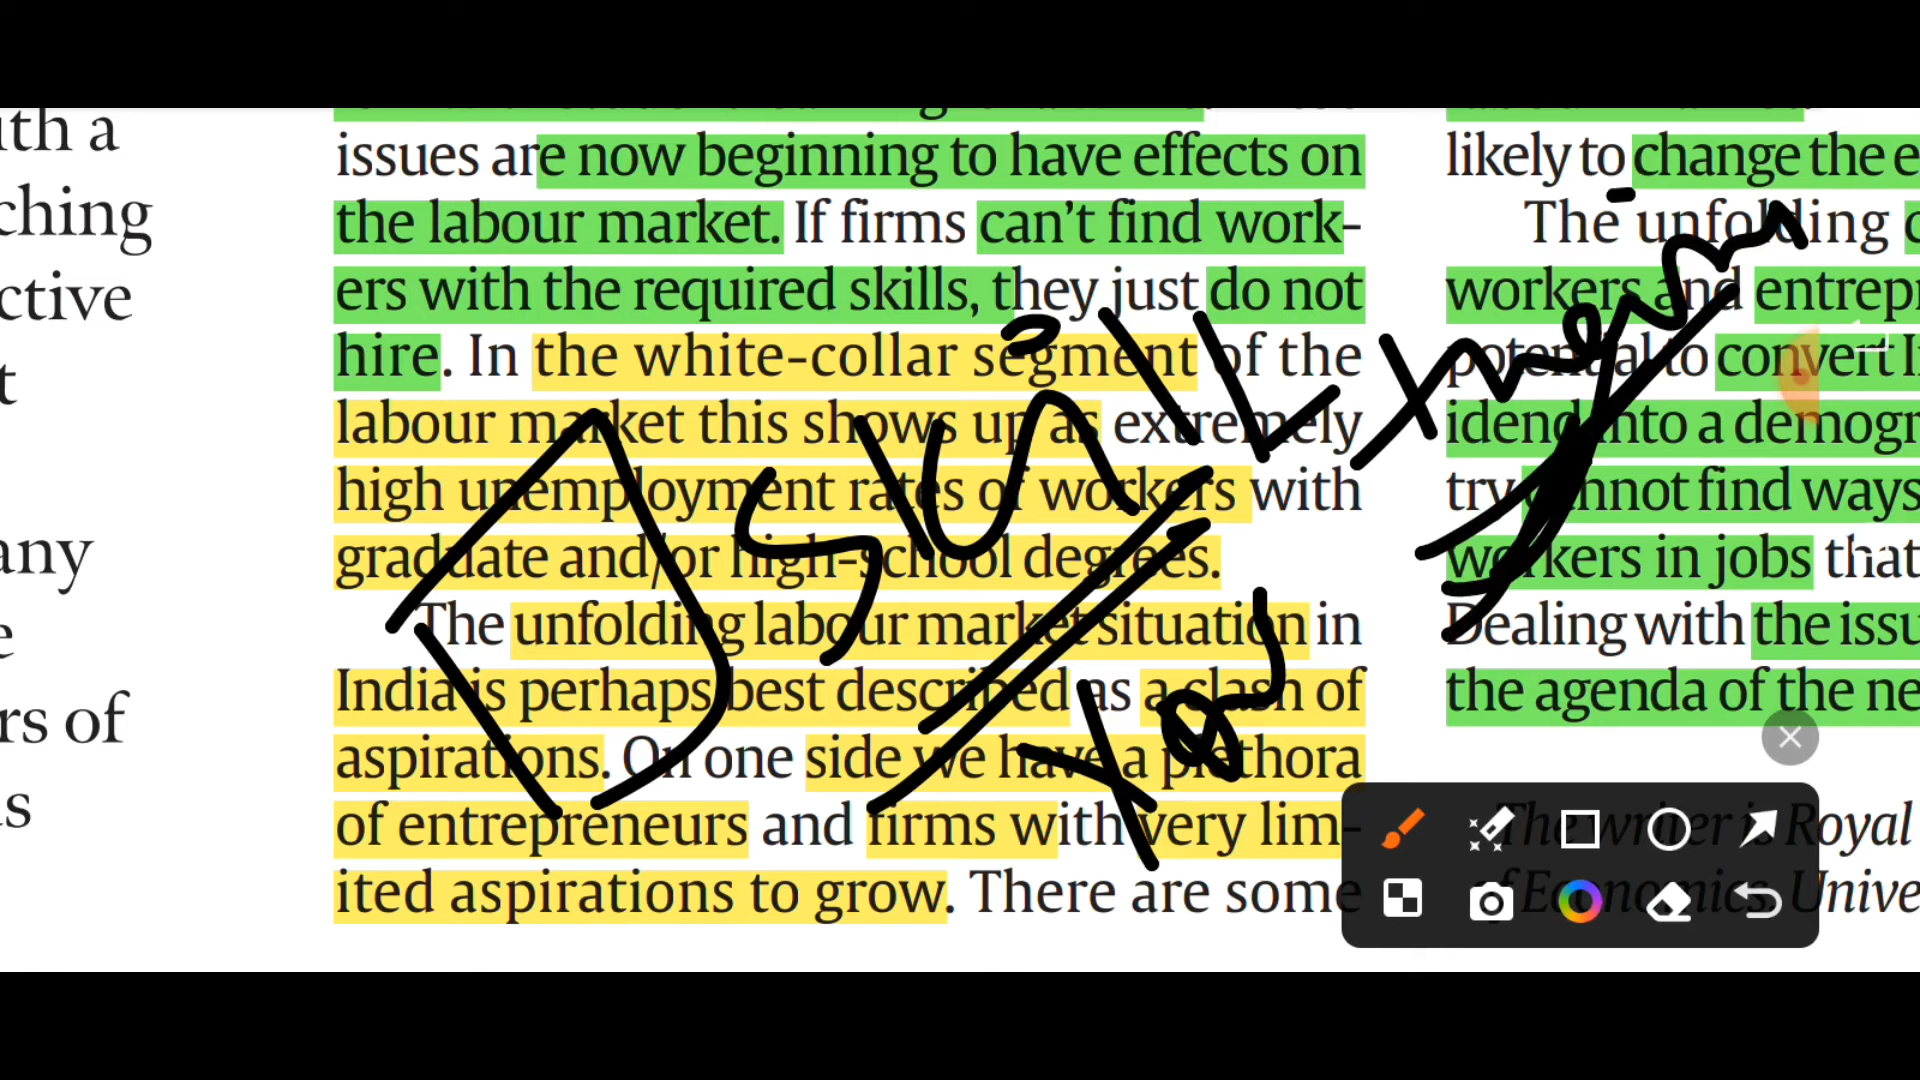 ith a
ching
ctive
t
any
e
rs of
as
issues are now beginning to have effects on
the labour market. If firms can't find work-
ers with the required skills, they just do not
hire. In the white-collar segment of the
labour market this shows up as extremely
high unemployment rates of workers with
graduate and/or high-school degrees.
The unfolding labour market situation in
India is perhaps best described as a clash of
aspirations. On one side we have a plethora
of entrepreneurs and firms with very lim-
ited aspirations to grow. There are some
likely to change the e
The unfolding c
workers and entrepr
potential to convert I
idend into a demogr
try cannot find ways
workers in jobs that
Dealing with the issu
the agenda of the ne
The writer is Royal
of Economics, Unive